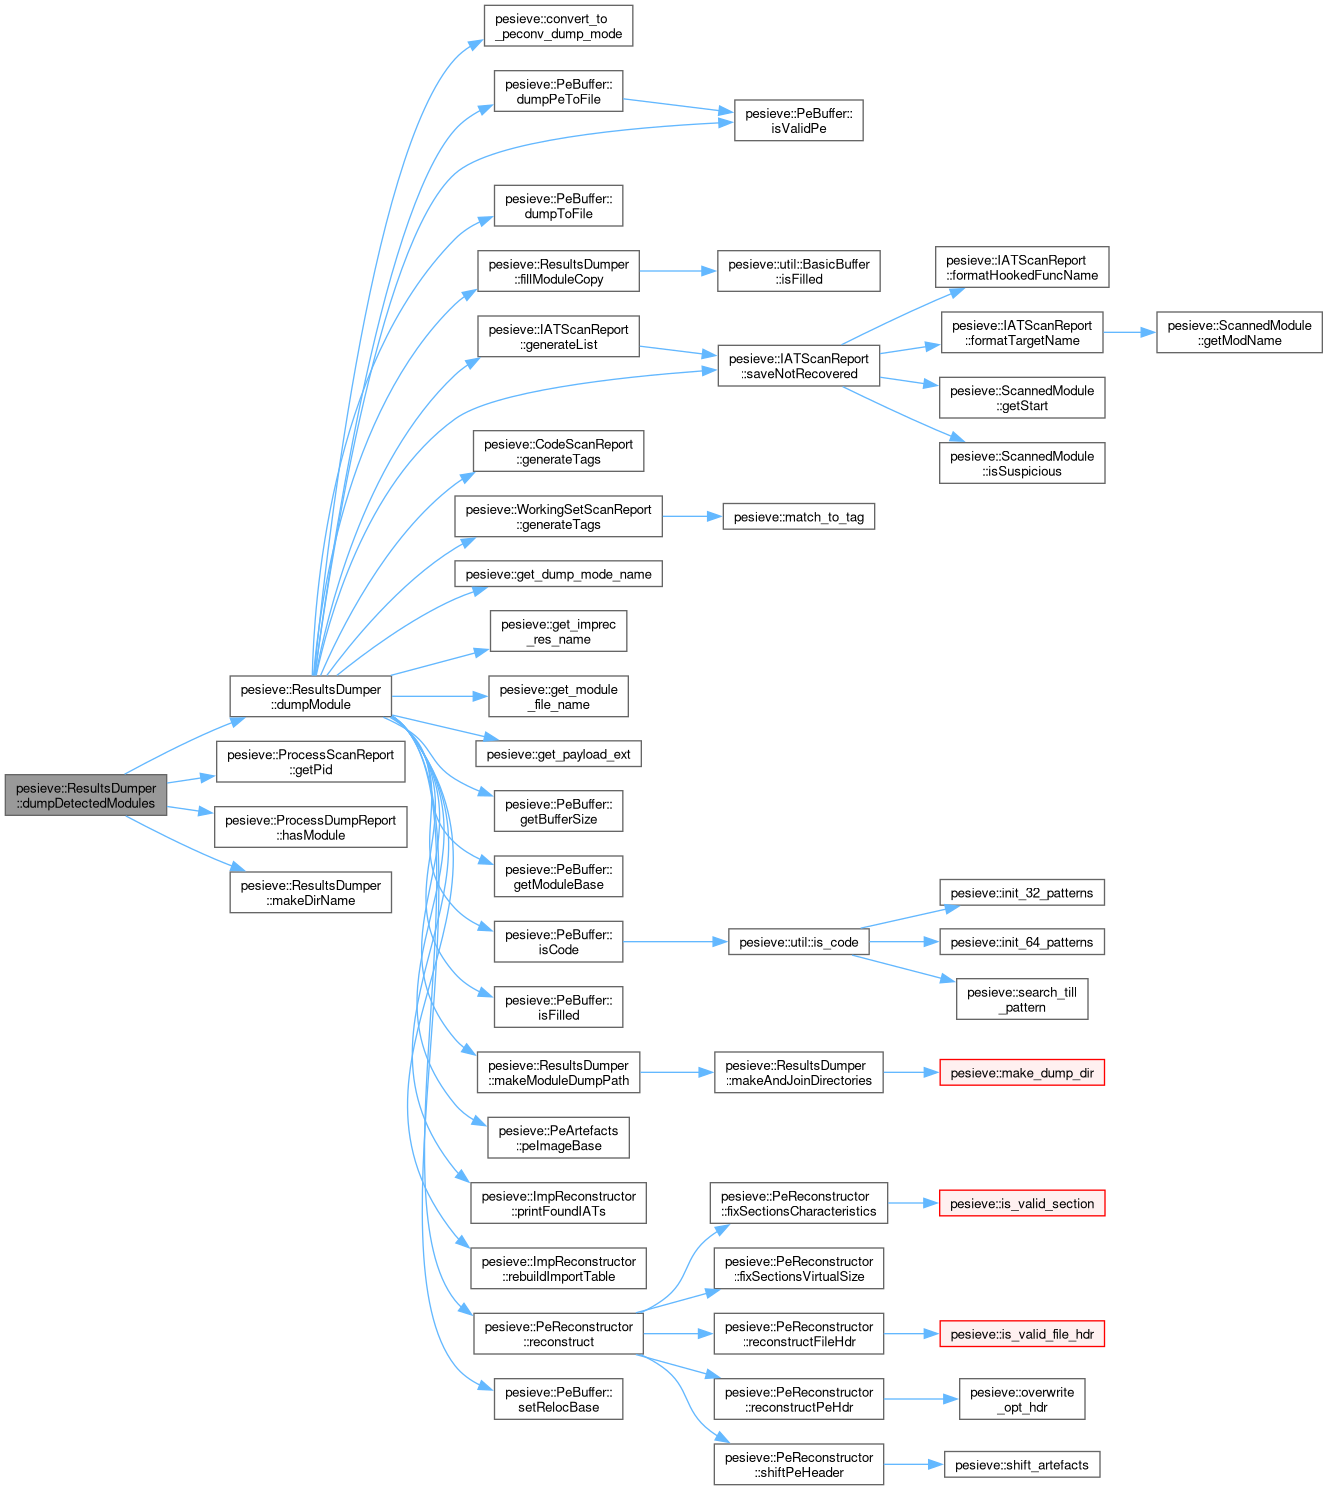 pesieve::convert_to
_peconv_dump_mode
pesieve::PeBuffer::
dumpPeToFile
pesieve::PeBuffer::
isValidPe
pesieve::PeBuffer::
dumpToFile
pesieve::ResultsDumper
::fillModuleCopy
pesieve::util::BasicBuffer
::isFilled
pesieve::IATScanReport
::formatHookedFuncName
pesieve::IATScanReport
::generateList
pesieve::IATScanReport
::saveNotRecovered
pesieve::IATScanReport
::formatTargetName
pesieve::ScannedModule
::getModName
pesieve::ScannedModule
::getStart
pesieve::ScannedModule
::isSuspicious
pesieve::CodeScanReport
::generateTags
pesieve::WorkingSetScanReport
::generateTags
pesieve::match_to_tag
pesieve::get_dump_mode_name
pesieve::get_imprec
_res_name
pesieve::ResultsDumper
::dumpModule
pesieve::get_module
_file_name
pesieve::get_payload_ext
pesieve::ProcessScanReport
::getPid
pesieve::ResultsDumper
::dumpDetectedModules
pesieve::ProcessDumpReport
::hasModule
pesieve::ResultsDumper
::makeDirName
pesieve::PeBuffer::
getBufferSize
pesieve::PeBuffer::
getModuleBase
pesieve::PeBuffer::
isCode
pesieve::util::is_code
pesieve::init_32_patterns
pesieve::init_64_patterns
pesieve::search_till
_pattern
pesieve::PeBuffer::
isFilled
pesieve::ResultsDumper
::makeModuleDumpPath
pesieve::ResultsDumper
::makeAndJoinDirectories
pesieve::make_dump_dir
pesieve::PeArtefacts
::peImageBase
pesieve::ImpReconstructor
::printFoundIATs
pesieve::PeReconstructor
::fixSectionsCharacteristics
pesieve::is_valid_section
pesieve::ImpReconstructor
::rebuildImportTable
pesieve::PeReconstructor
::fixSectionsVirtualSize
pesieve::PeReconstructor
::reconstruct
pesieve::PeReconstructor
::reconstructFileHdr
pesieve::is_valid_file_hdr
pesieve::PeBuffer::
setRelocBase
pesieve::PeReconstructor
::reconstructPeHdr
pesieve::overwrite
_opt_hdr
pesieve::PeReconstructor
::shiftPeHeader
pesieve::shift_artefacts